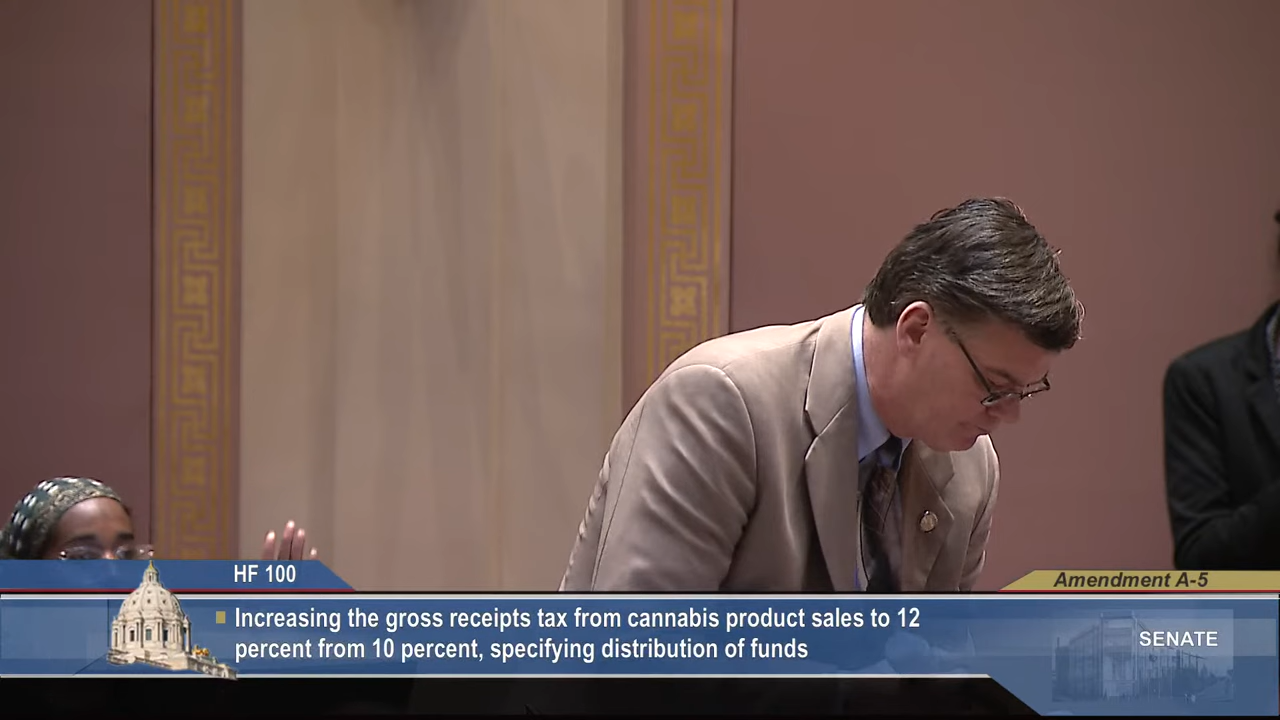 HF 100
Amendment A-5
Increasing the gross receipts tax from cannabis product sales to 12
percent from 10 percent, specifying distribution of funds
SENATE